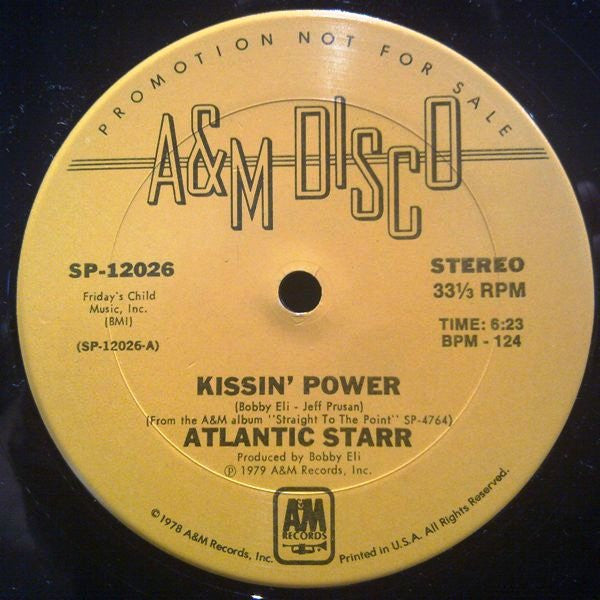 PROMOTION NOT FOR SALE
A&M DISCO
SP-12026
Friday's Child
Music, Inc.
(BMI)
(SP-12026-A)
STEREO
33⅓ RPM
TIME: 6:23
BPM - 124
KISSIN' POWER
(Bobby Eli - Jeff Prusan)
(From the A&M album "Straight To The Point" SP-4764)
ATLANTIC STARR
Produced by Bobby Eli
℗ 1979 A&M Records, Inc.
A&M
RECORDS
© 1978 A&M Records, Inc.
Printed in U.S.A. All Rights Reserved.